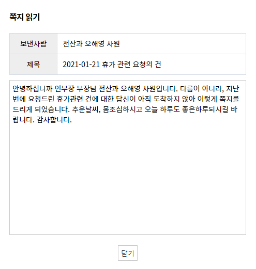 쪽지 읽기
보낸사람 전산과 오해영 사원
제목 2021-01-21 휴가 관련 요청의 건
안녕하십니까 인무상 부장님 전산과 오해영 사원입니다. 다름이 아니라, 지난
번에 요청드린 휴가관련 건에 대한 답신이 아직 도착하지 않아 이렇게 쪽지를
드리게 되었습니다. 추운날씨, 몸조심하시고 오늘 하루도 좋은하루되시길 바
랍니다. 감사합니다.
닫기